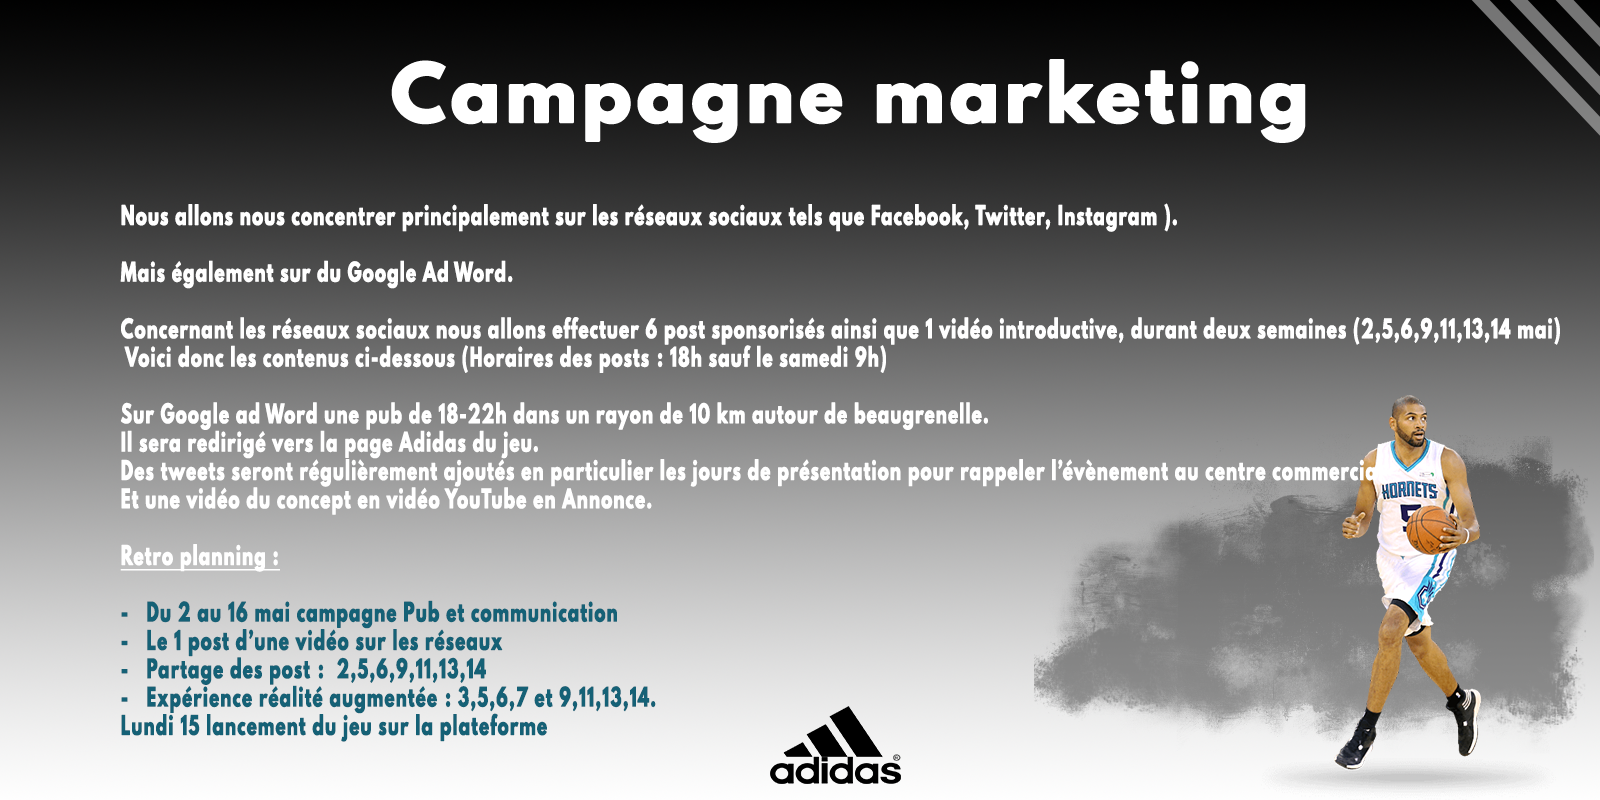 Campagne marketing
Nous allons nous concentrer principalement sur les réseaux sociaux tels que Facebook, Twitter, Instagram ).
Mais également sur du Google Ad Word.
Concernant les réseaux sociaux nous allons effectuer 6 post sponsorisés ainsi que 1 vidéo introductive, durant deux semaines (2,5,6,9,11,13,14 mai)
Voici donc les contenus ci-dessous (Horaires des posts : 18h sauf le samedi 9h)
Sur Google ad Word une pub de 18-22h dans un rayon de 10 km autour de beaugrenelle.
Il sera redirigé vers la page Adidas du jeu.
Des tweets seront régulièrement ajoutés en particulier les jours de présentation pour rappeler l'évènement au centre
Et une vidéo du concept en vidéo YouTube en Annonce.
HORNETS
5
Retro planning :
- Du 2 au 16 mai campagne Pub et communication
- Le 1 post d'une vidéo sur les réseaux
- Partage des post : 2,5,6,9,11,13,14
- Expérience réalité augmentée : 3,5,6,7 et 9,11,13,14.
Lundi 15 lancement du jeu sur la plateforme
adidas®